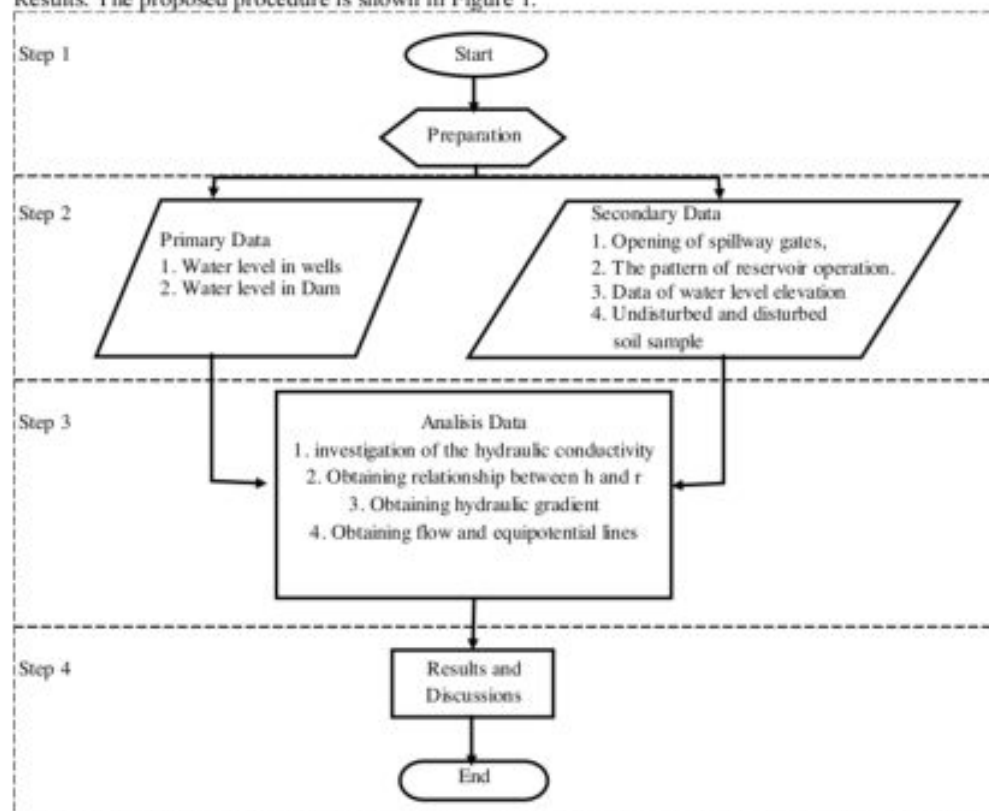 Results. The proposed procedure is shown in Figure 1.
Step 1
Start
Preparation
Step 2
Primary Data
1. Water level in wells
2. Water level in Dam
Secondary Data
1. Opening of spillway gates,
2. The pattern of reservoir operation.
3. Data of water level elevation
4. Undisturbed and disturbed
soil sample
Step 3
Analisis Data
1. investigation of the hydraulic conductivity
2. Obtaining relationship between h and r
3. Obtaining hydraulic gradient
4. Obtaining flow and equipotential lines
Step 4
Results and
Discussions
End